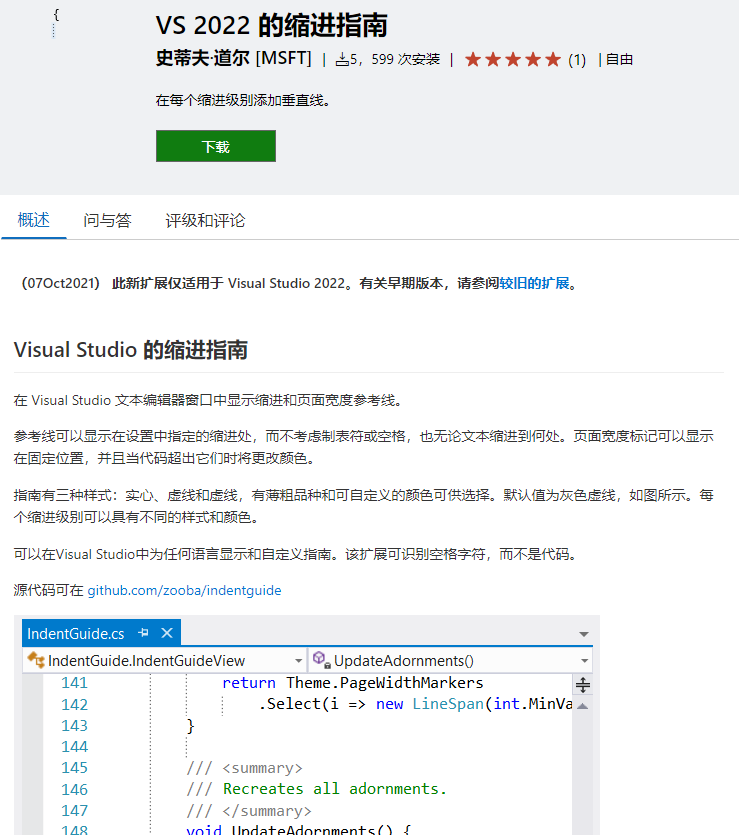 {
VS 2022 的缩进指南
史蒂夫·道尔 [MSFT] | 5，599 次安装 | (1) | 自由
在每个缩进级别添加垂直线。
下载
概述 问与答 评级和评论
（07Oct2021） 此新扩展仅适用于 Visual Studio 2022。有关早期版本，请参阅较旧的扩展。
Visual Studio 的缩进指南
在 Visual Studio 文本编辑器窗口中显示缩进和页面宽度参考线。
参考线可以显示在设置中指定的缩进处，而不考虑制表符或空格，也无论文本缩进到何处。页面宽度标记可以显示
在固定位置，并且当代码超出它们时将更改颜色。
指南有三种样式：实心、虚线和虚线，有薄粗品种和可自定义的颜色可供选择。默认值为灰色虚线，如图所示。每
个缩进级别可以具有不同的样式和颜色。
可以在Visual Studio中为任何语言显示和自定义指南。该扩展可识别空格字符，而不是代码。
源代码可在 github.com/zooba/indentguide
IndentGuide.cs
IndentGuide.IndentGuideView UpdateAdornments()
141 return Theme.PageWidthMarkers
142 .Select(i => new LineSpan(int.MinVa
143 }
144
145 /// <summary>
146 /// Recreates all adornments.
147 /// </summary>
148 void UpdateAdornments() {